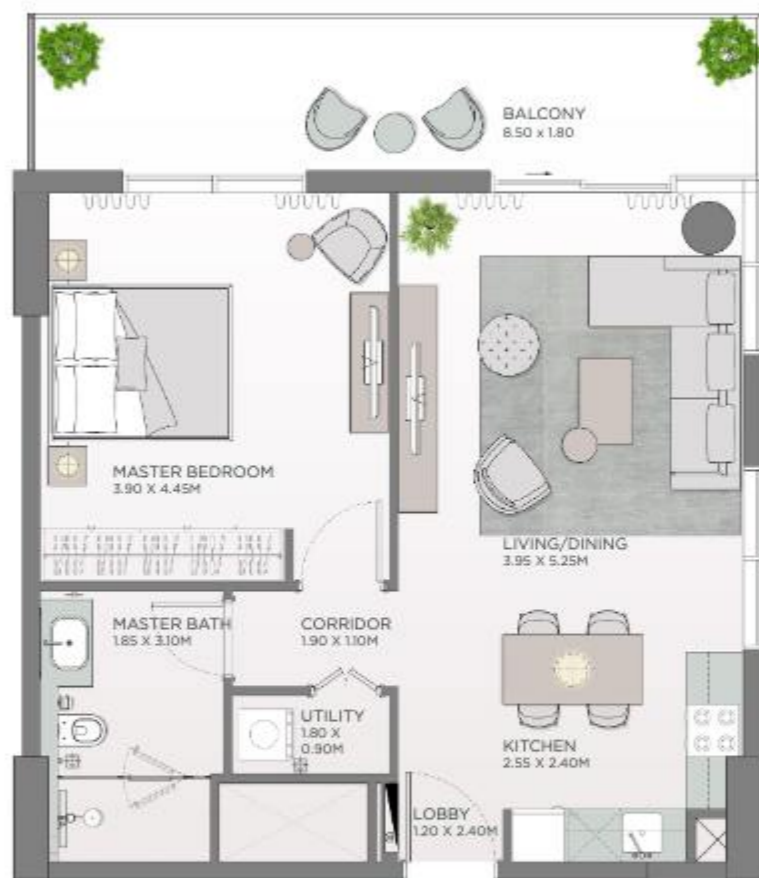 BALCONY
8.50 x 1.80
MASTER BEDROOM
3.90 X 4.45M
LIVING/DINING
3.95 X 5.25M
MASTER BATH
1.85 X 3.10M
CORRIDOR
1.90 X 1.10M
UTILITY
1.80 X
0.90M
KITCHEN
2.55 X 2.40M
LOBBY
1.20 X 2.40M